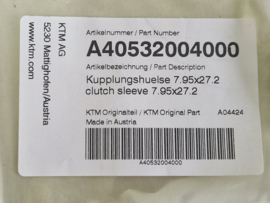 KTM AG
5230 Mattighofen/Austria
www.ktm.com
Artikelnummer / Part Number
A40532004000
Artikelbezeichnung / Part Description
Kupplungshuelse 7.95x27.2
clutch sleeve 7.95x27.2
KTM Originalteil / KTM Original Part A04424
Made in Austria
A40532004000